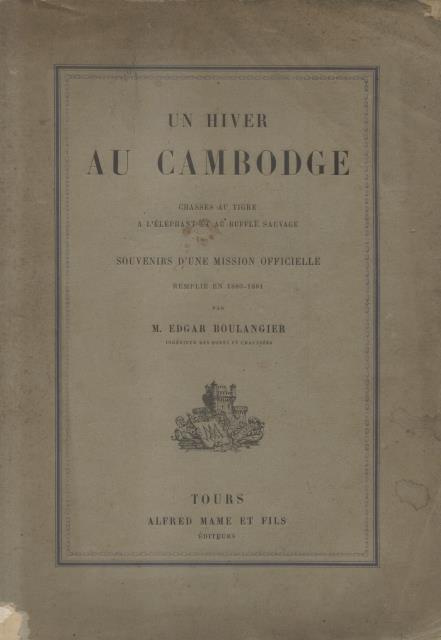 UN HIVER
AU CAMBODGE
CHASSES AU TIGRE
A L'ÉLÉPHANT ET AU BUFFLE SAUVAGE
SOUVENIRS D'UNE MISSION OFFICIELLE
REMPLIE EN 1880-1881
PAR
M. EDGAR BOULANGIER
INGÉNIEUR DES PONTS ET CHAUSSÉES
TOURS
ALFRED MAME ET FILS
ÉDITEURS